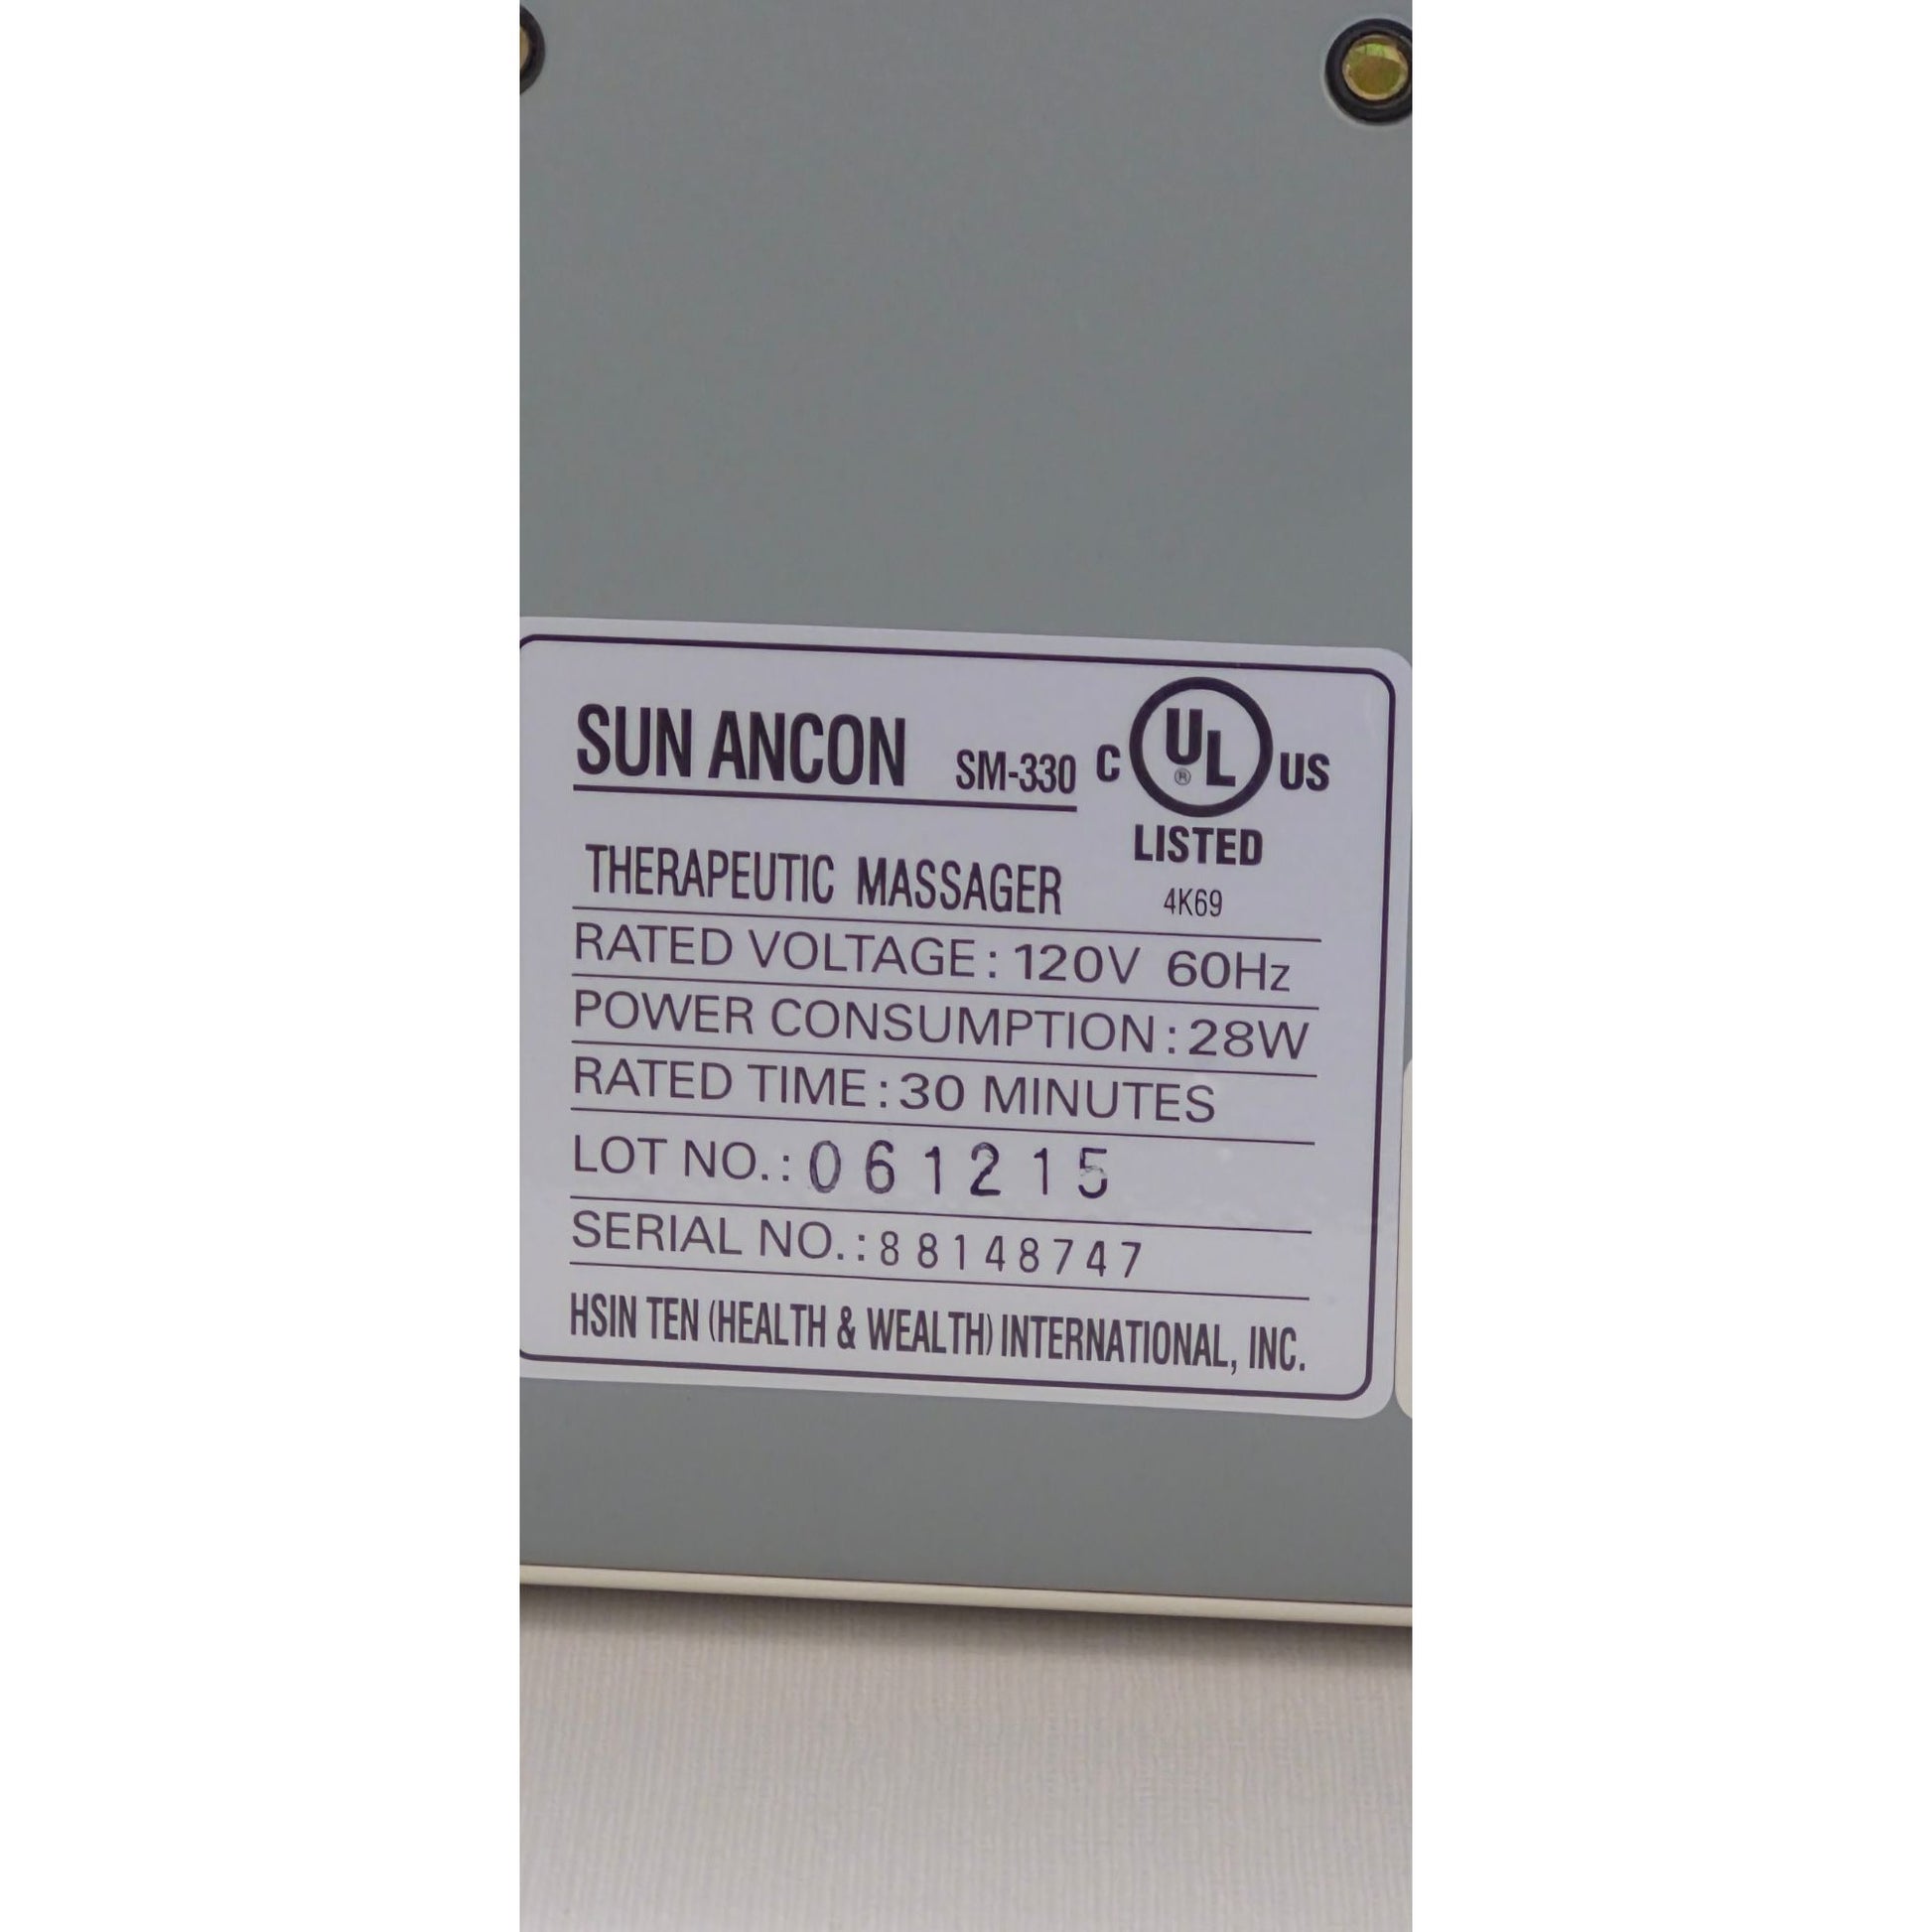 SUN ANCON SM-330 C UL® US
LISTED
THERAPEUTIC MASSAGER 4K69
RATED VOLTAGE : 120V 60Hz
POWER CONSUMPTION : 28W
RATED TIME : 30 MINUTES
LOT NO. : 061215
SERIAL NO. : 88148747
HSIN TEN (HEALTH & WEALTH) INTERNATIONAL, INC.